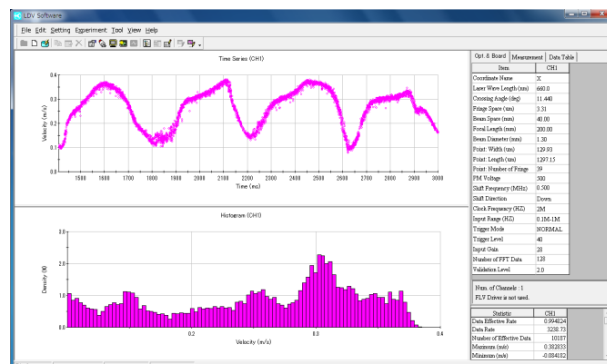 LDV Software
File Edit Setting Experiment Tool View Help
Time Series (CH1)
Velocity (m/s)
0.4
0.3
0.2
0.1
0.0
1500 1600 1700 1800 1900 2000 2100 2200 2300 2400 2500 2600 2700 2800 2900 3000
Time (ms)
Histogram (CH1)
Density (%)
3.0
2.0
1.0
0.0
0.2 0.3 0.4
Velocity (m/s)
Opt. & Board Measurement Data Table
Item CH1
Coordinate Name X
Laser Wave Length (nm) 660.0
Crossing Angle (deg) 11.440
Fringe Space (um) 3.31
Beam Space (mm) 40.00
Focal Length (mm) 200.00
Beam Diameter (mm) 1.30
Point: Width (um) 129.93
Point: Length (um) 1297.15
Point: Number of Fringe 39
PM Voltage 500
Shift Frequency (MHz) 0.500
Shift Direction Down
Clock Frequency (HZ) 2M
Input Range (HZ) 0.1M-1M
Trigger Mode NORMAL
Trigger Level 40
Input Gain 20
Number of FFT Data 128
Validation Level 2.0
Num. of Channels : 1
FLV Driver is not used.
Statistic CH1
Data Effective Rate 0.994824
Data Rate 3230.73
Number of Effective Data
Maximum (m/s) 0.382033
Minimum (m/s)